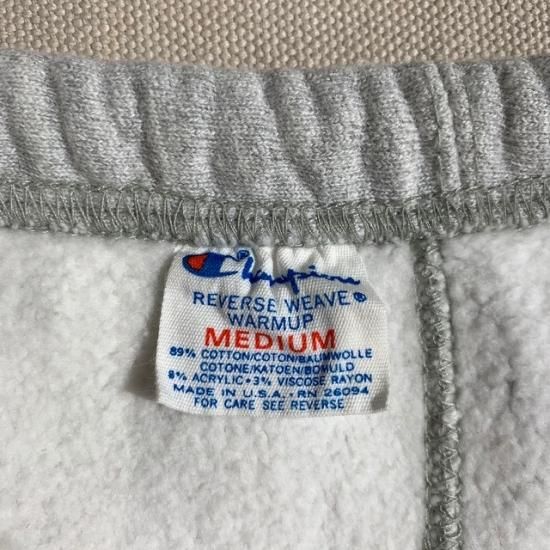 Champion
REVERSE WEAVE®
WARMUP
MEDIUM
89% COTTON/COTON/BAUMWOLLE
COTONE/KATOEN/BOMULD
8% ACRYLIC • 3% VISCOSE RAYON
MADE IN U.S.A. • RN 26094
FOR CARE SEE REVERSE